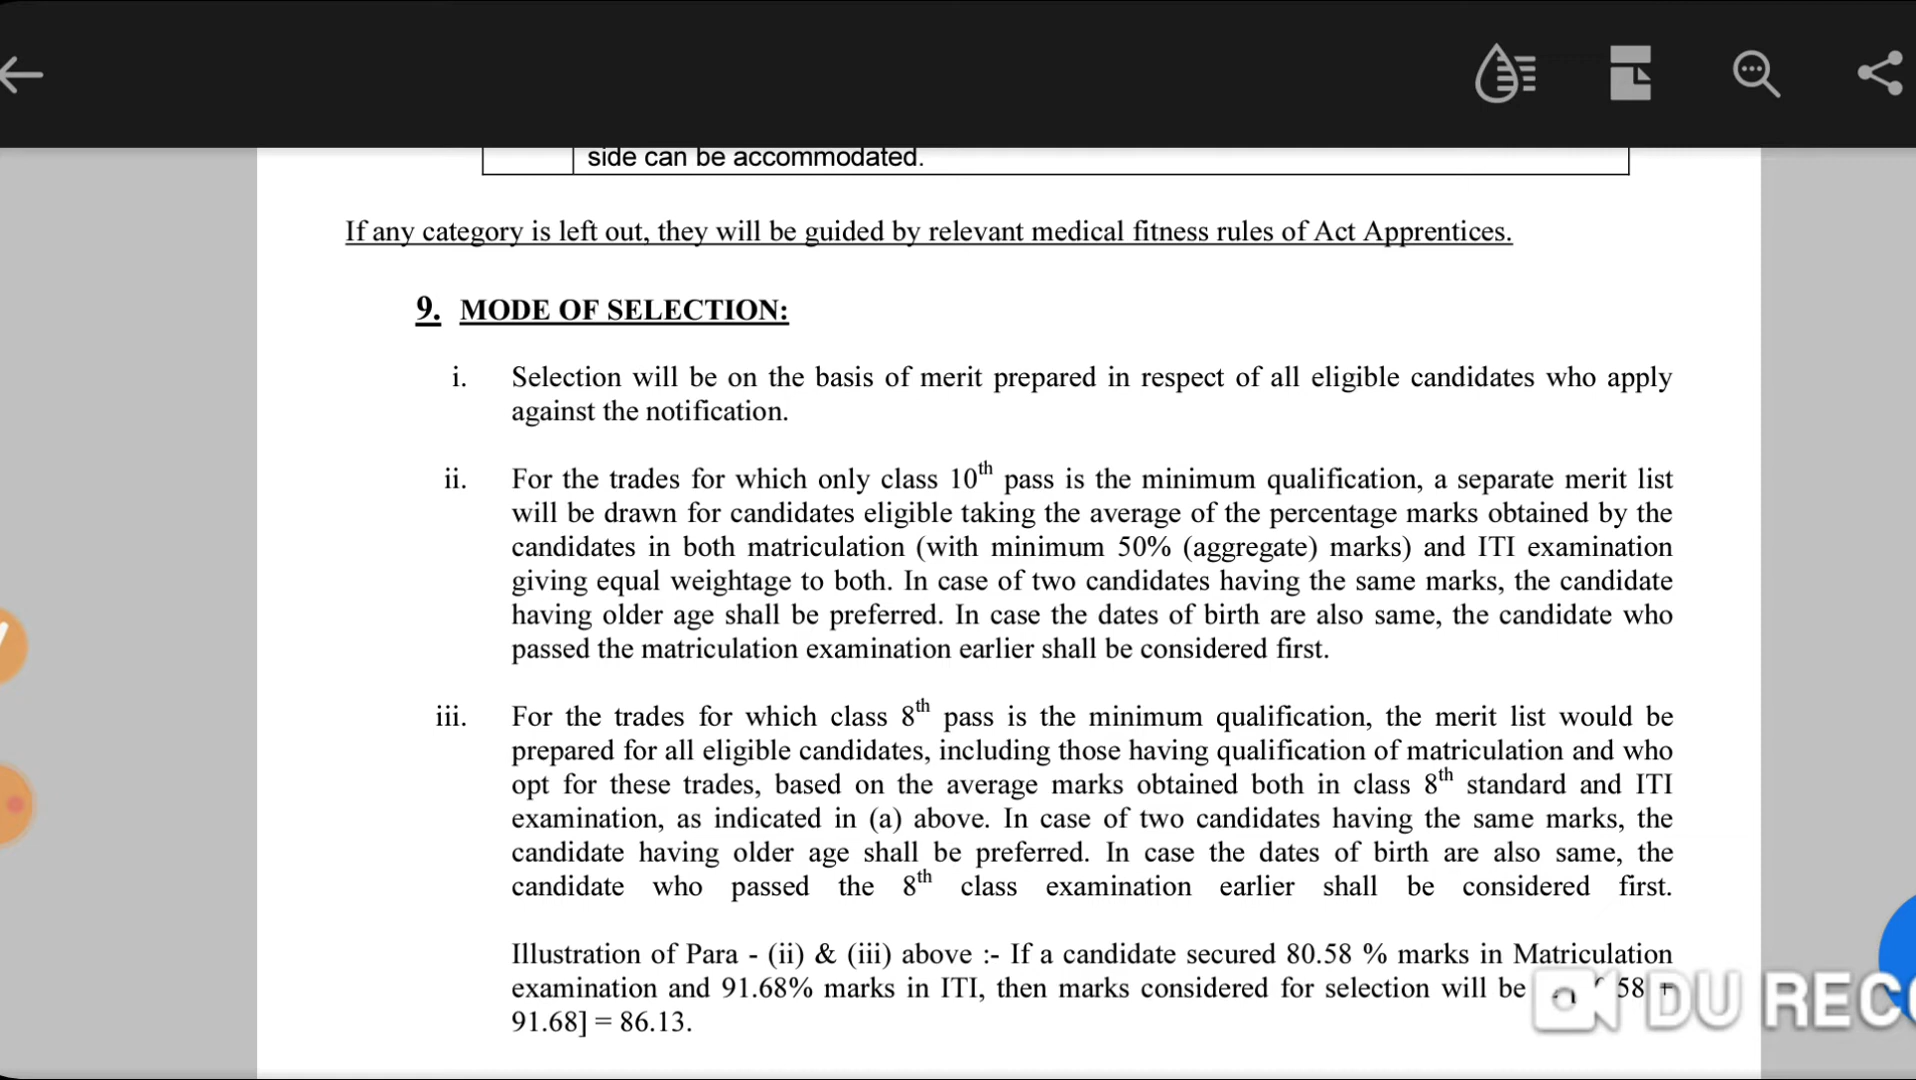 side can be accommodated.
If any category is left out, they will be guided by relevant medical fitness rules of Act Apprentices.
9. MODE OF SELECTION:
i. Selection will be on the basis of merit prepared in respect of all eligible candidates who apply
against the notification.
ii. For the trades for which only class 10th pass is the minimum qualification, a separate merit list
will be drawn for candidates eligible taking the average of the percentage marks obtained by the
candidates in both matriculation (with minimum 50% (aggregate) marks) and ITI examination
giving equal weightage to both. In case of two candidates having the same marks, the candidate
having older age shall be preferred. In case the dates of birth are also same, the candidate who
passed the matriculation examination earlier shall be considered first.
iii. For the trades for which class 8th pass is the minimum qualification, the merit list would be
prepared for all eligible candidates, including those having qualification of matriculation and who
opt for these trades, based on the average marks obtained both in class 8th standard and ITI
examination, as indicated in (a) above. In case of two candidates having the same marks, the
candidate having older age shall be preferred. In case the dates of birth are also same, the
candidate who passed the 8th class examination earlier shall be considered first.
Illustration of Para - (ii) & (iii) above :- If a candidate secured 80.58 % marks in Matriculation
examination and 91.68% marks in ITI, then marks considered for selection will be 58 +
91.68] = 86.13.
DU REC